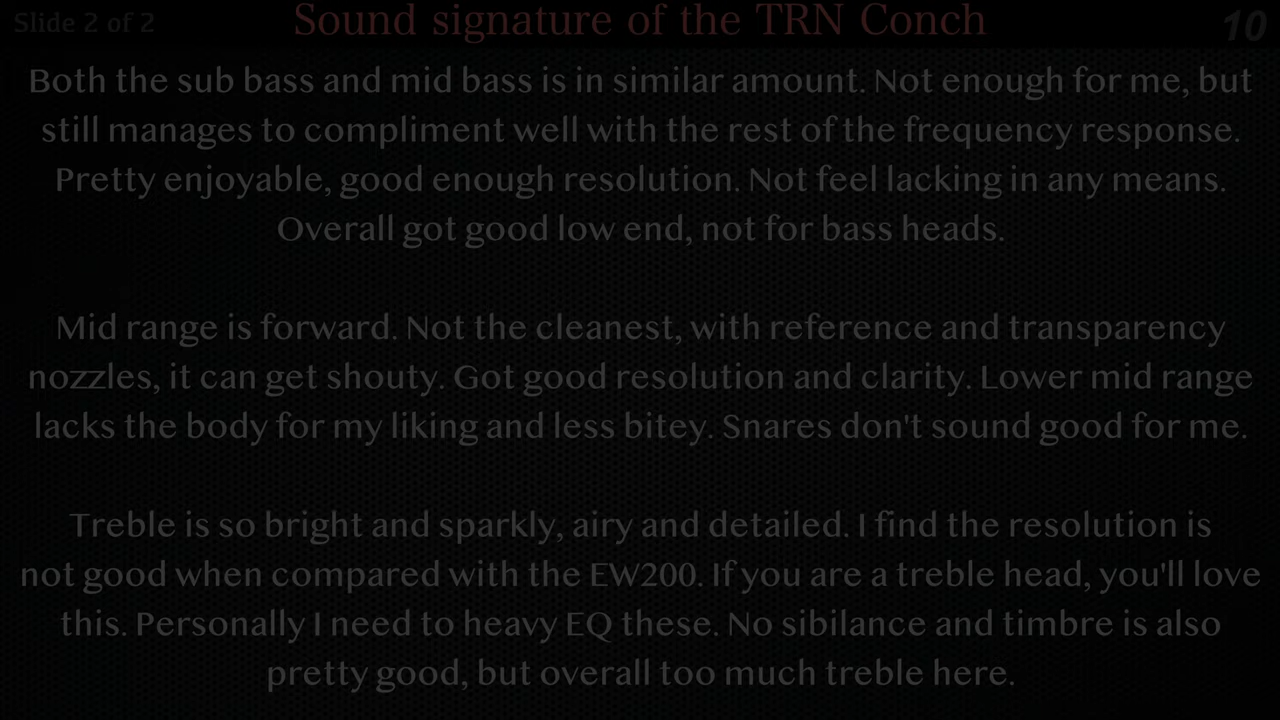 Slide 2 of 2
Sound signature of the TRN Conch
10
Both the sub bass and mid bass is in similar amount. Not enough for me, but
still manages to compliment well with the rest of the frequency response.
Pretty enjoyable, good enough resolution. Not feel lacking in any means.
Overall got good low end, not for bass heads.
Mid range is forward. Not the cleanest, with reference and transparency
nozzles, it can get shouty. Got good resolution and clarity. Lower mid range
lacks the body for my liking and less bitey. Snares don't sound good for me.
Treble is so bright and sparkly, airy and detailed. I find the resolution is
not good when compared with the EW200. If you are a treble head, you'll love
this. Personally I need to heavy EQ these. No sibilance and timbre is also
pretty good, but overall too much treble here.